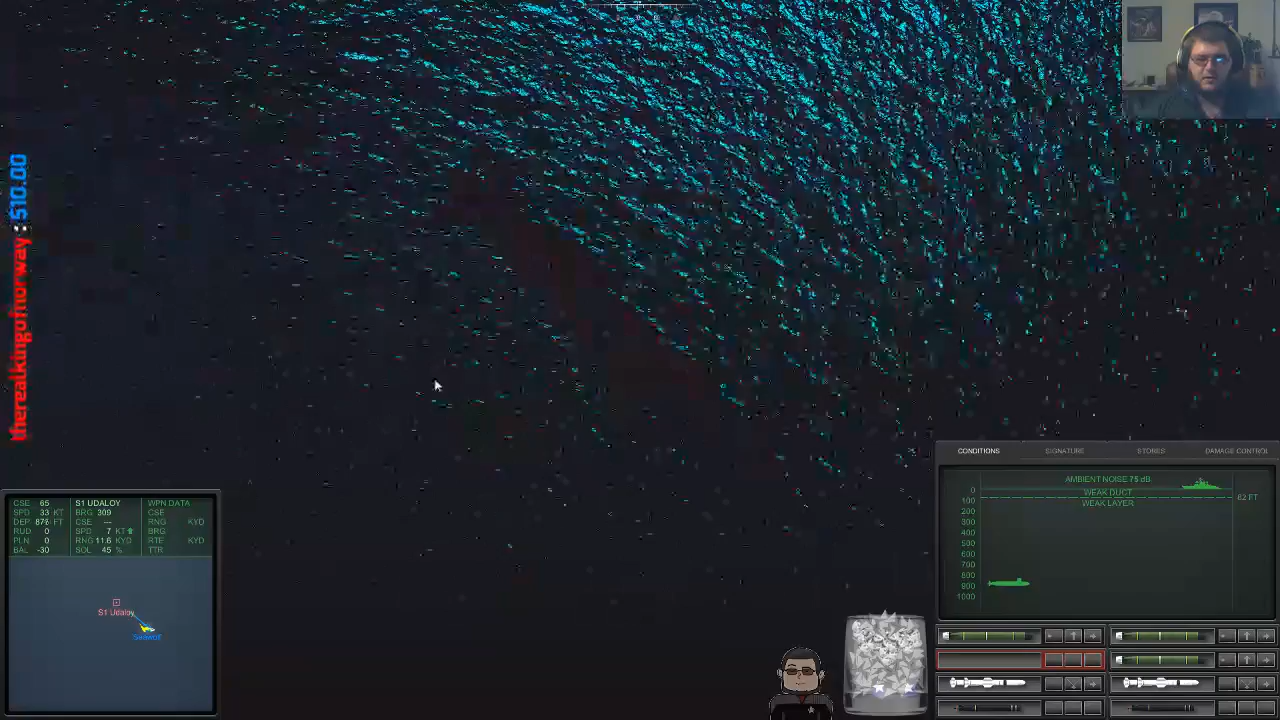 therealkingofnorway: $10.00
CSE 65
SPD 33 KT
DEP 876 FT
RUD 0
PLN 0
BAL -30
S1 UDALOY
BRG 309
CSE ---
SPD 7 KT
RNG 11.6 KYD
SOL 45 %
WPN DATA
CSE
RNG KYD
BRG
RTE KYD
TTR
S1 Udaloy
Seawolf
CONDITIONS SIGNATURE STORES DAMAGE CONTROL
AMBIENT NOISE 75 dB
WEAK DUCT
WEAK LAYER
82 FT
0
100
200
300
400
500
600
700
800
900
1000